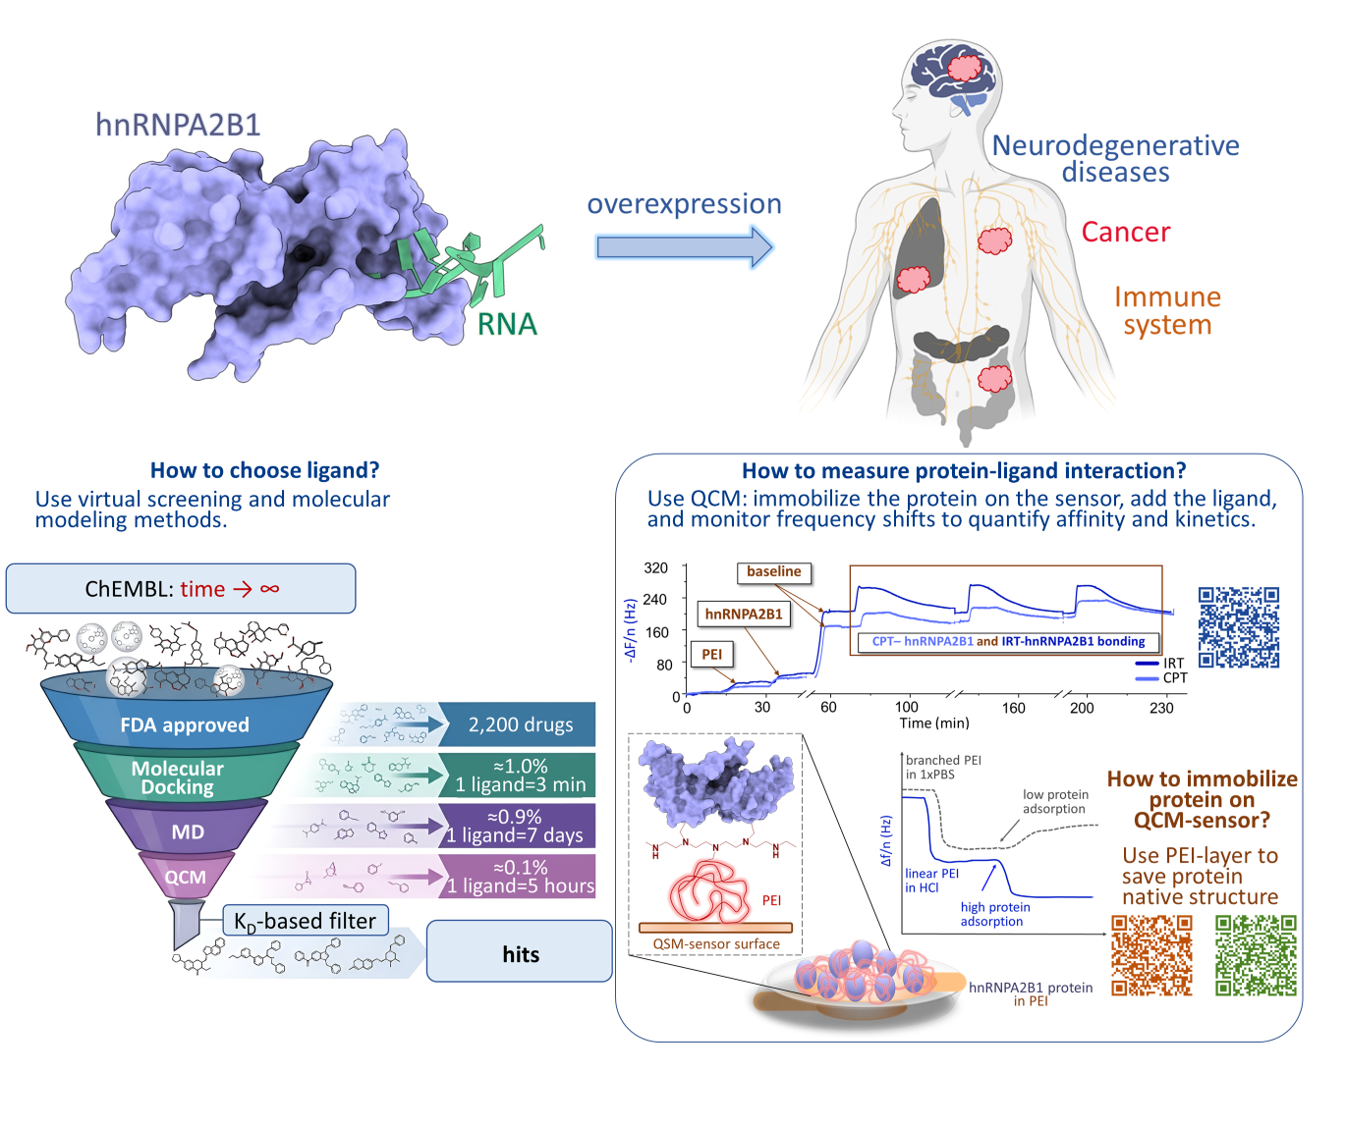 hnRNPA2B1
RNA
overexpression
Neurodegenerative
diseases
Cancer
Immune
system
How to choose ligand?
Use virtual screening and molecular
modeling methods.
ChEMBL: time → ∞
FDA approved
2,200 drugs
Molecular
Docking
≈1.0%
1 ligand=3 min
MD
≈0.9%
1 ligand=7 days
QCM
≈0.1%
1 ligand=5 hours
K_D-based filter
hits
How to measure protein-ligand interaction?
Use QCM: immobilize the protein on the sensor, add the ligand,
and monitor frequency shifts to quantify affinity and kinetics.
-ΔF/n (Hz)
320
240
160
80
0
baseline
hnRNPA2B1
PEI
CPT– hnRNPA2B1 and IRT-hnRNPA2B1 bonding
IRT
CPT
0
30
60
100
160
200
230
Time (min)
H
N
N
N
N
N
H
PEI
QSM-sensor surface
Δf/n (Hz)
branched PEI
in 1xPBS
low protein
adsorption
linear PEI
in HCl
high protein
adsorption
How to immobilize
protein on
QCM-sensor?
Use PEI-layer to
save protein
native structure
hnRNPA2B1 protein
in PEI